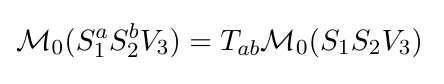 $\mathcal{M}_0(S_1^a S_2^b V_3) = T_{ab} \mathcal{M}_0(S_1 S_2 V_3)$